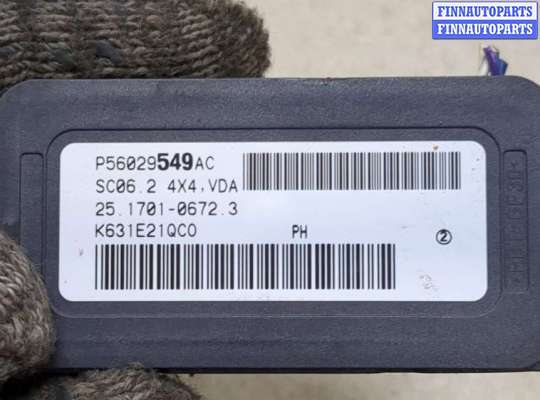 FINNAUTOPARTS
FINNAUTOPARTS
P56029549AC
SC06.2 4X4,VDA
25.1701-0672.3
K631E21QC0 PH
2